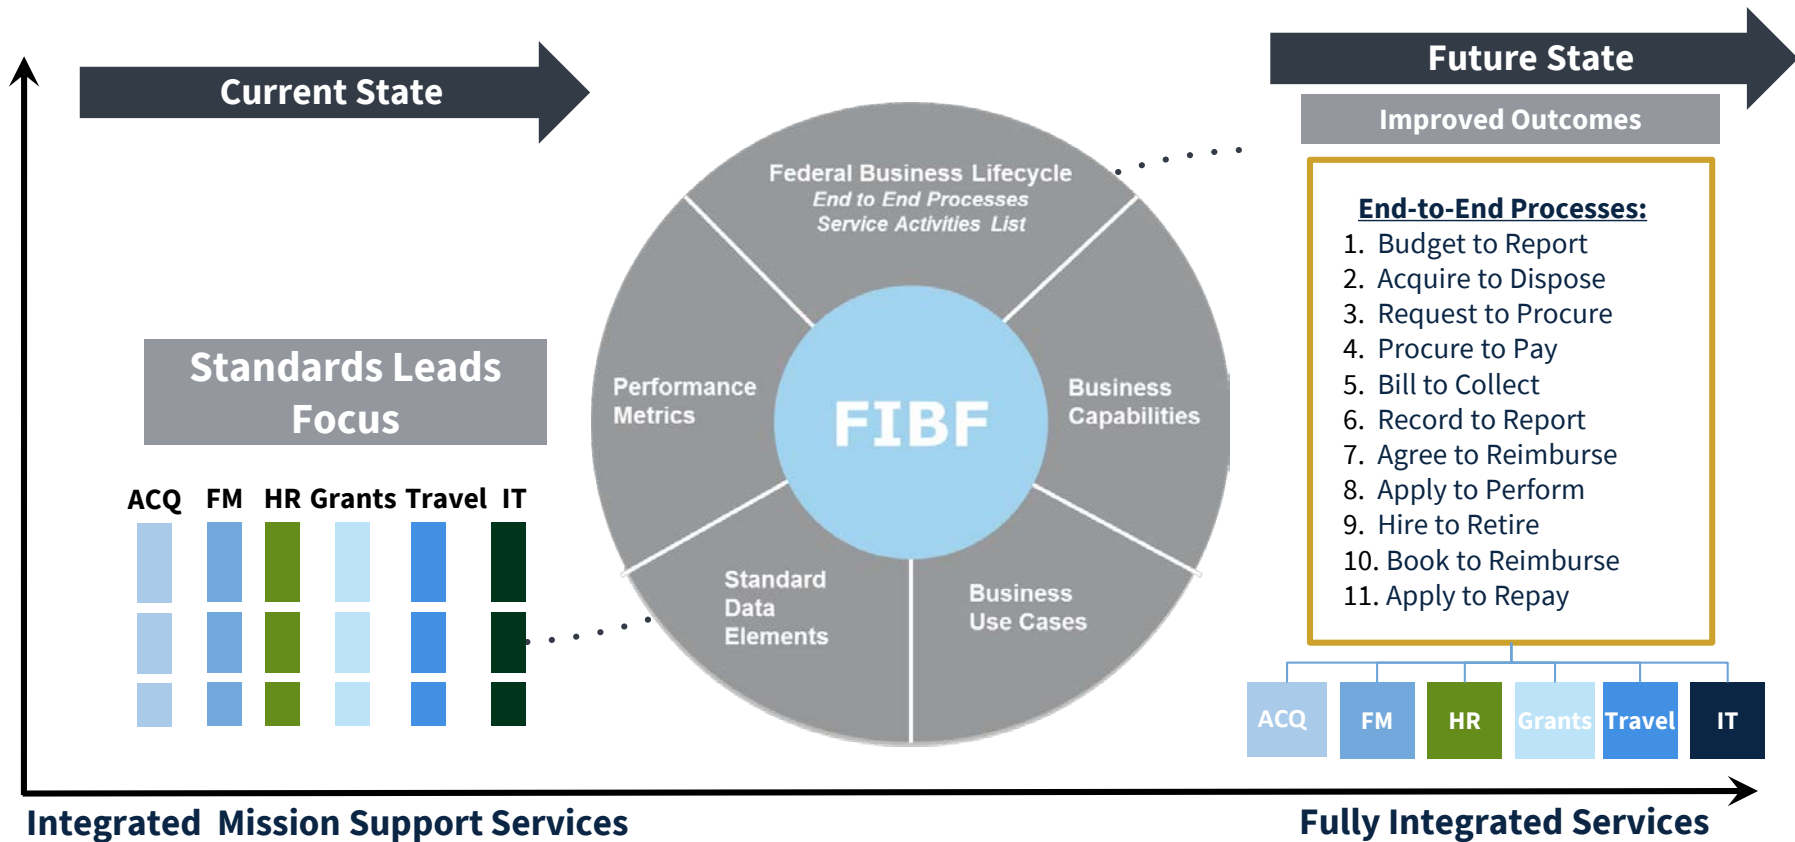 Current State
Future State
Improved Outcomes
Federal Business Lifecycle
End to End Processes
Service Activities List
Performance
Metrics
FIBF
Business
Capabilities
Standard
Data
Elements
Business
Use Cases
Standards Leads
Focus
ACQ FM HR Grants Travel IT
End-to-End Processes:
1. Budget to Report
2. Acquire to Dispose
3. Request to Procure
4. Procure to Pay
5. Bill to Collect
6. Record to Report
7. Agree to Reimburse
8. Apply to Perform
9. Hire to Retire
10. Book to Reimburse
11. Apply to Repay
ACQ FM HR Grants Travel IT
Integrated Mission Support Services
Fully Integrated Services